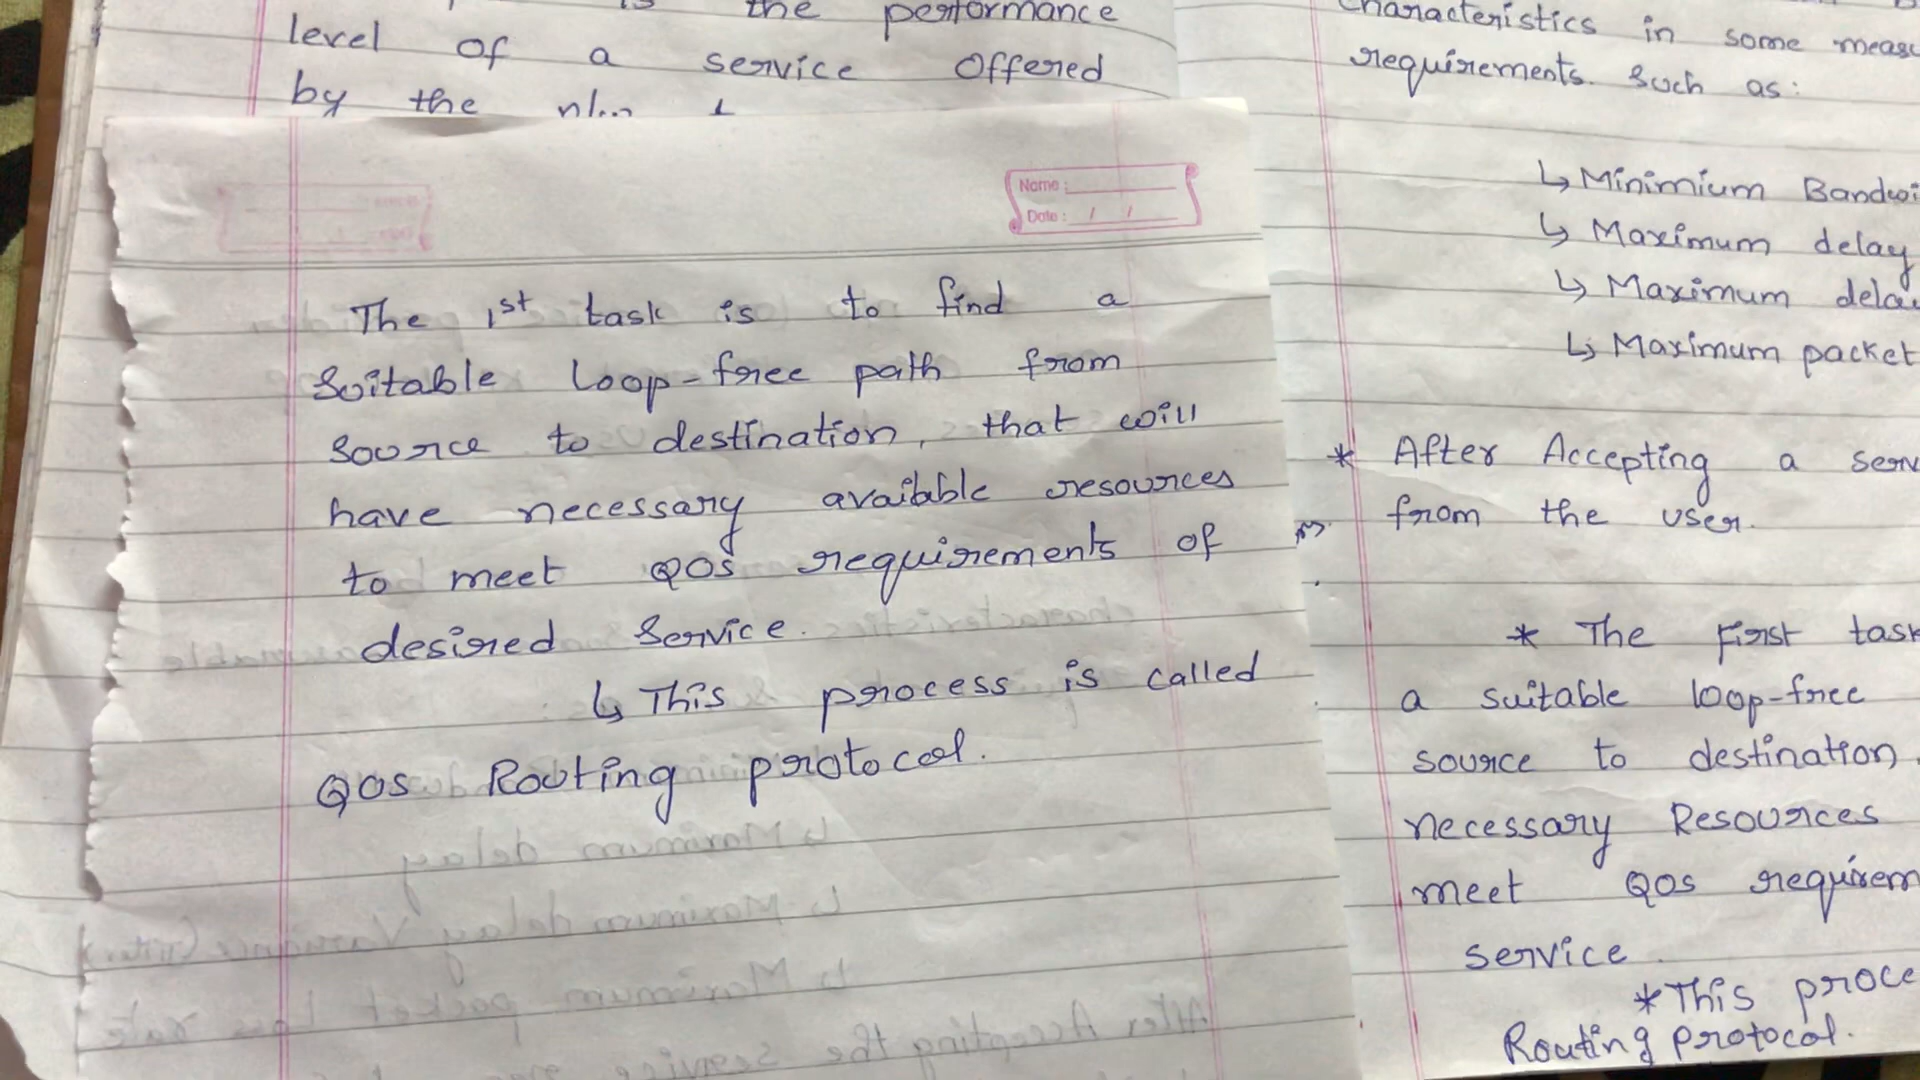 the performance
level of a service offered
by the
Name :
Date : / /
The 1st task is to find a
Suitable loop-free path from
source to destination, that will
have necessary available resources
to meet QOS requirements of
desired Service.
↳ This process is called
QOS Routing protocol.
characteristics in some
requirements. Such as:
↳ Minimium
↳ Maximum delay
↳ Maximum
↳ Maximum packet
* After Accepting a
from the user.
* The First task
a suitable loop-free
source to destination
necessary Resources
meet QOS
service
* This
Routing protocol.